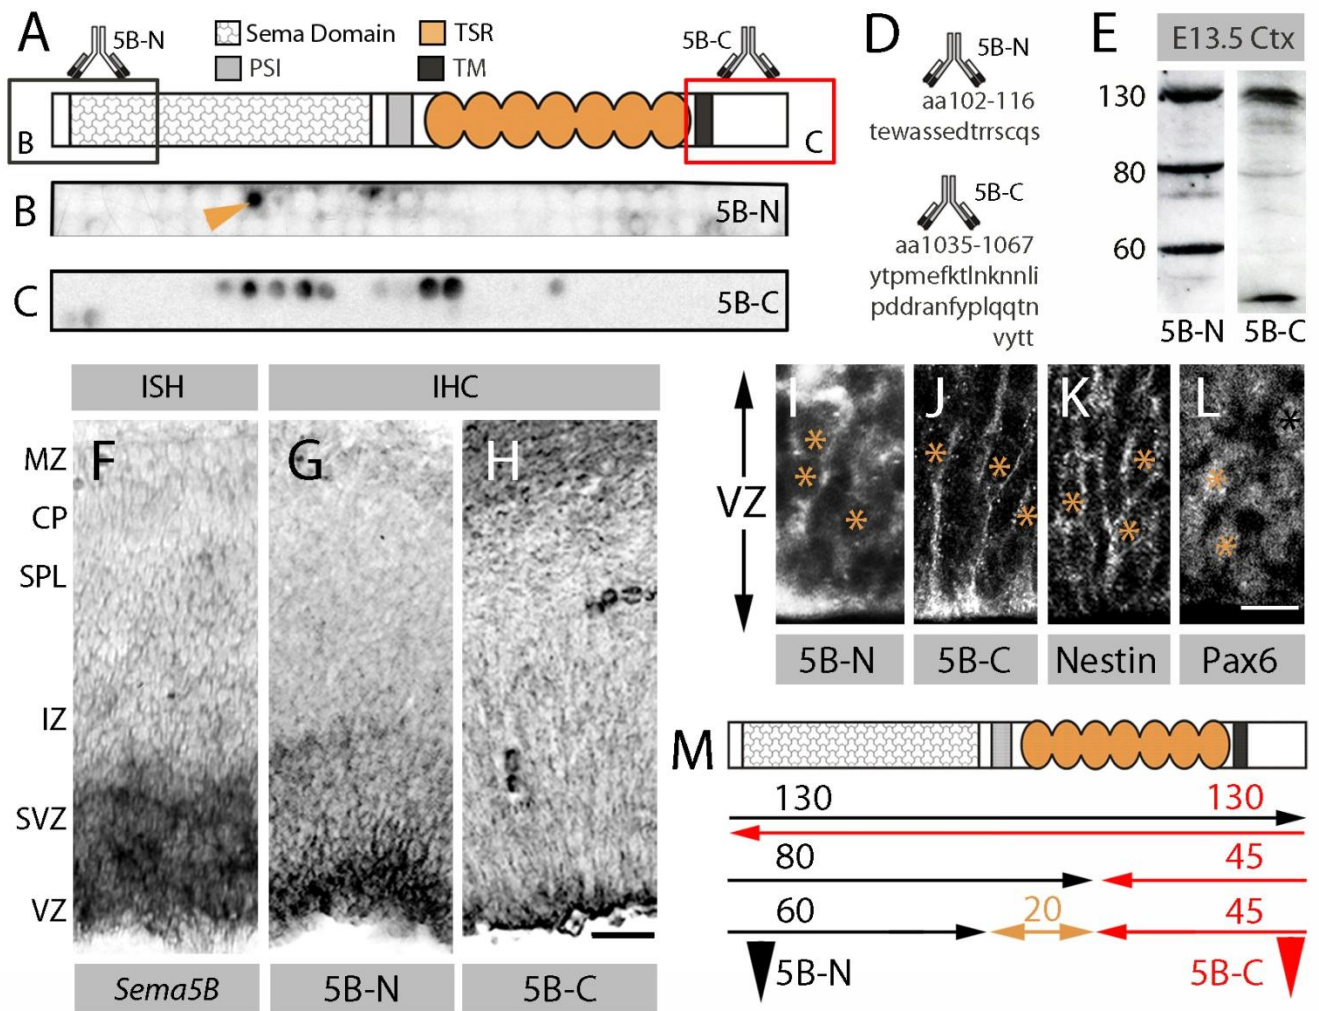 A
5B-N
Sema Domain
TSR
PSI
TM
5B-C
B
C
B
5B-N
C
5B-C
D
5B-N
aa102-116
tewassedtrrscqs
5B-C
aa1035-1067
ytpmefktlnknnli
pddranfyplqqtn
vytt
E
E13.5 Ctx
130
80
60
5B-N 5B-C
ISH
IHC
F
G
H
MZ
CP
SPL
IZ
SVZ
VZ
Sema5B
5B-N
5B-C
VZ
I
J
K
L
5B-N
5B-C
Nestin
Pax6
M
130 130
80 45
60 20 45
5B-N
5B-C